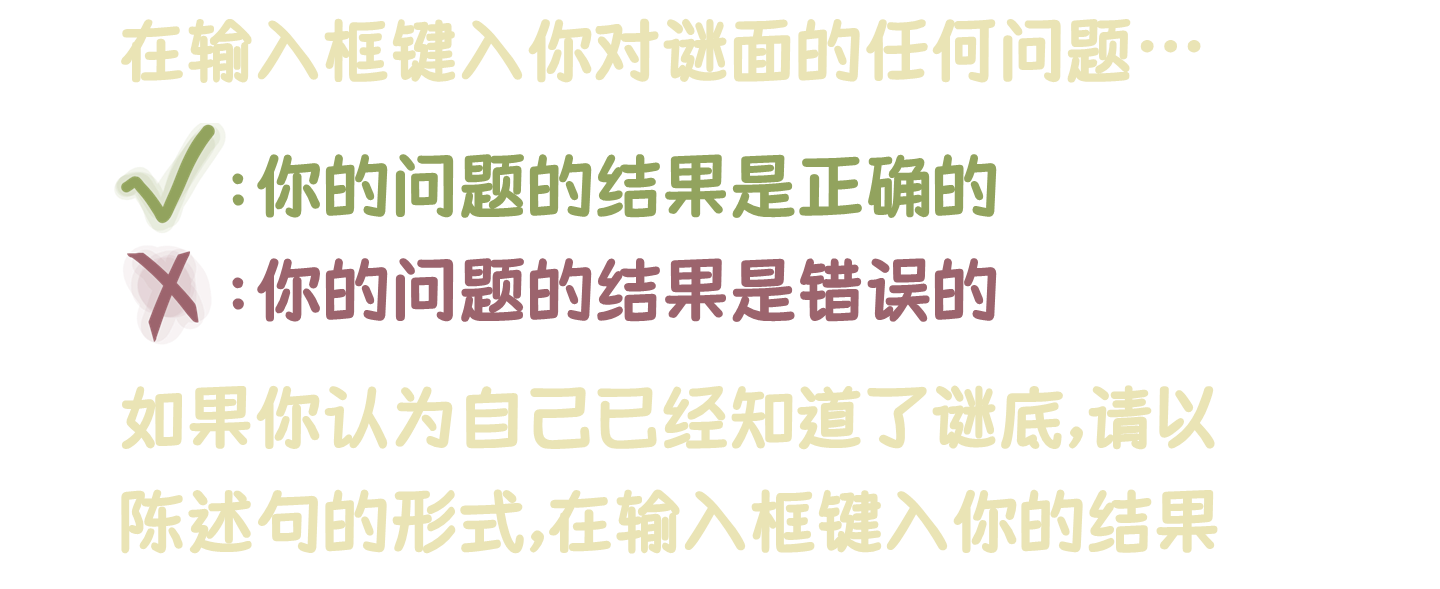 在输入框键入你对谜面的任何问题…
:你的问题的结果是正确的
:你的问题的结果是错误的
如果你认为自己已经知道了谜底,请以
陈述句的形式,在输入框键入你的结果